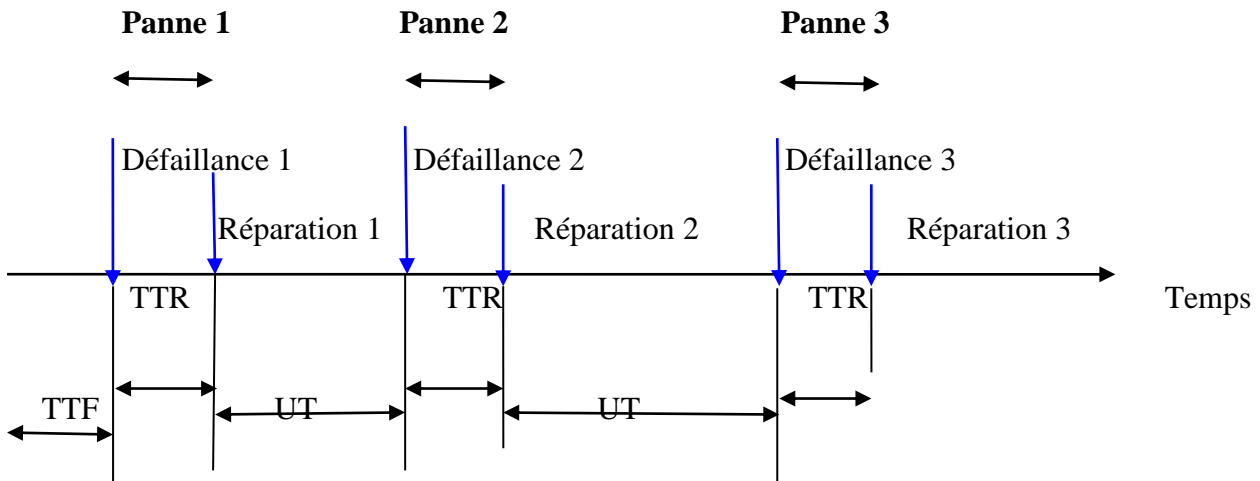 Panne 1 Panne 2 Panne 3
Défaillance 1 Défaillance 2 Défaillance 3
Réparation 1 Réparation 2 Réparation 3
TTR TTR TTR Temps
TTF UT UT